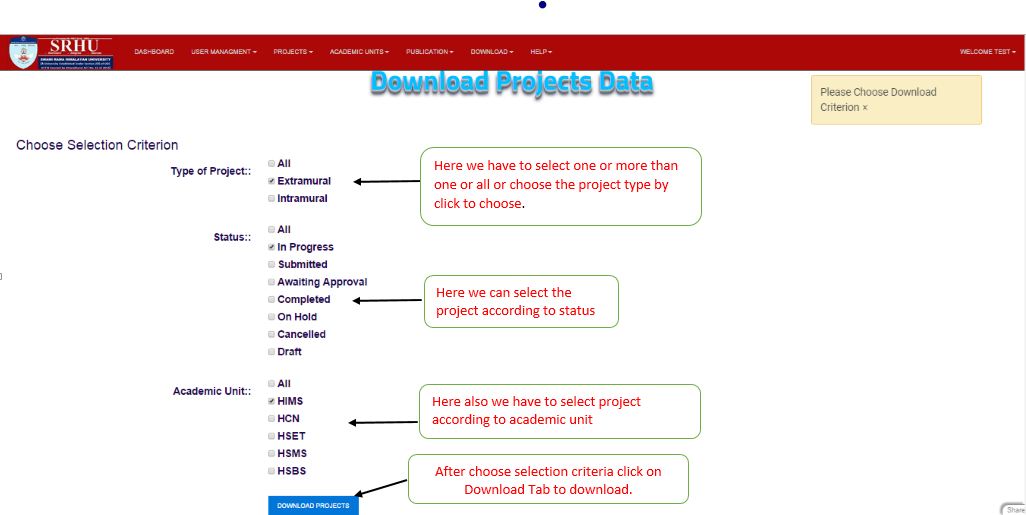 SRHU
SWAMI RAMA HIMALAYAN UNIVERSITY
DASHBOARD
USER MANAGMENT
PROJECTS
ACADEMIC UNITS
PUBLICATION
DOWNLOAD
HELP
WELCOME TEST
Download Projects Data
Please Choose Download
Criterion ×
Choose Selection Criterion
Type of Project::
All
Extramural
Intramural
Here we have to select one or more than
one or all or choose the project type by
click to choose.
Status::
All
In Progress
Submitted
Awaiting Approval
Completed
On Hold
Cancelled
Draft
Here we can select the
project according to status
Academic Unit::
All
HIMS
HCN
HSET
HSMS
HSBS
Here also we have to select project
according to academic unit
After choose selection criteria click on
Download Tab to download.
DOWNLOAD PROJECTS
Share